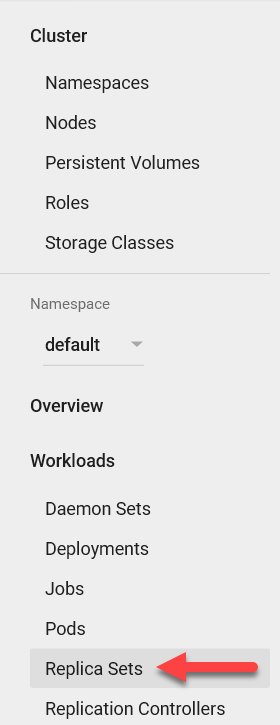 Cluster
Namespaces
Nodes
Persistent Volumes
Roles
Storage Classes
Namespace
default
Overview
Workloads
Daemon Sets
Deployments
Jobs
Pods
Replica Sets
Replication Controllers